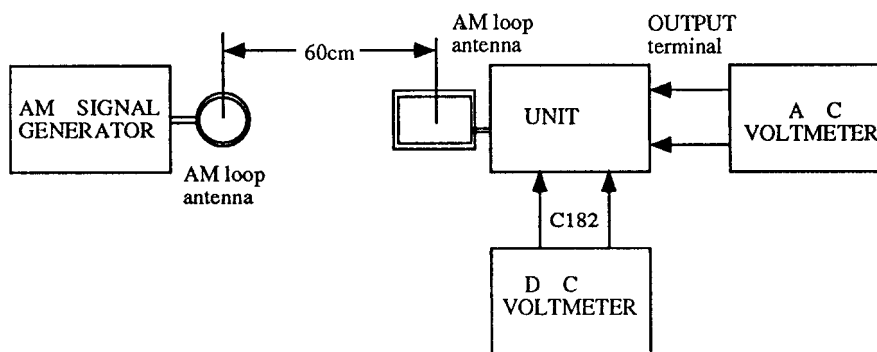 AM SIGNAL
GENERATOR
AM loop
antenna
60cm
AM loop
antenna
UNIT
OUTPUT
terminal
A C
VOLTMETER
C182
D C
VOLTMETER